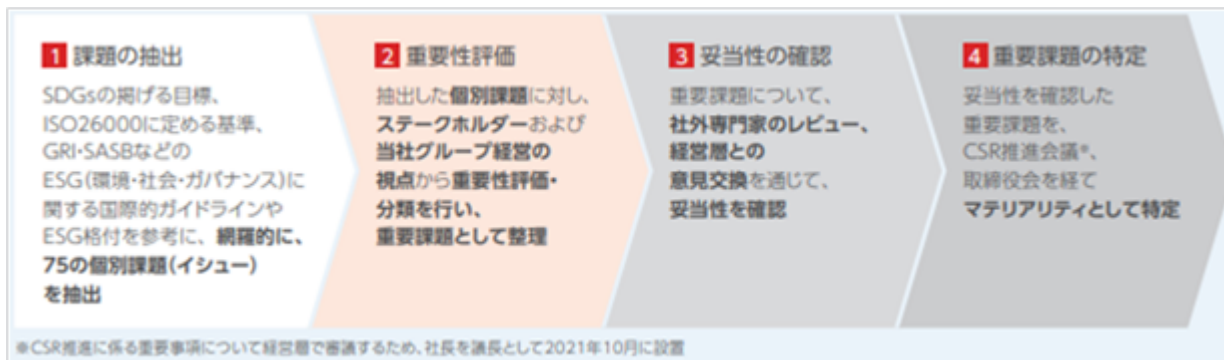 1 課題の抽出
SDGsの掲げる目標、
ISO26000に定める基準、
GRI・SASBなどの
ESG(環境・社会・ガバナンス)に
関する国際的ガイドラインや
ESG格付を参考に、網羅的に、
75の個別課題(イシュー)
を抽出
2 重要性評価
抽出した個別課題に対し、
ステークホルダーおよび
当社グループ経営の
視点から重要性評価・
分類を行い、
重要課題として整理
3 妥当性の確認
重要課題について、
社外専門家のレビュー、
経営層との
意見交換を通じて、
妥当性を確認
4 重要課題の特定
妥当性を確認した
重要課題を、
CSR推進会議※、
取締役会を経て
マテリアリティとして特定
※CSR推進に係る重要事項について経営層で審議するため、社長を議長として2021年10月に設置